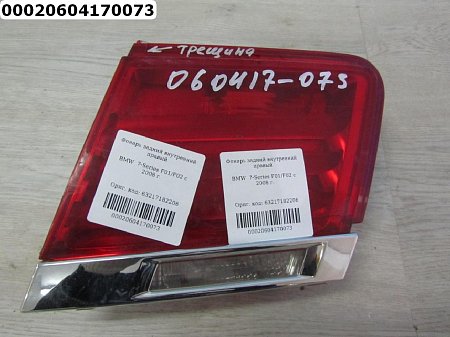 00020604170073
← трещина
060417-07S
Фонарь задний внутренний
правый
BMW 7-Series F01/F02 с
2008 г.
Ориг. код: 63217182206
00020604170073
Фонарь задний внутренний
правый
BMW 7-Series F01/F02 с
2008 г.
Ориг. код: 63217182206
00020604170073